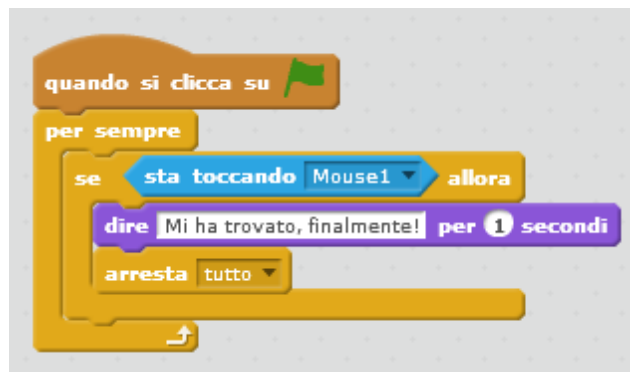 quando si clicca su
per sempre
se sta toccando Mouse1 allora
dire Mi ha trovato, finalmente! per 1 secondi
arresta tutto